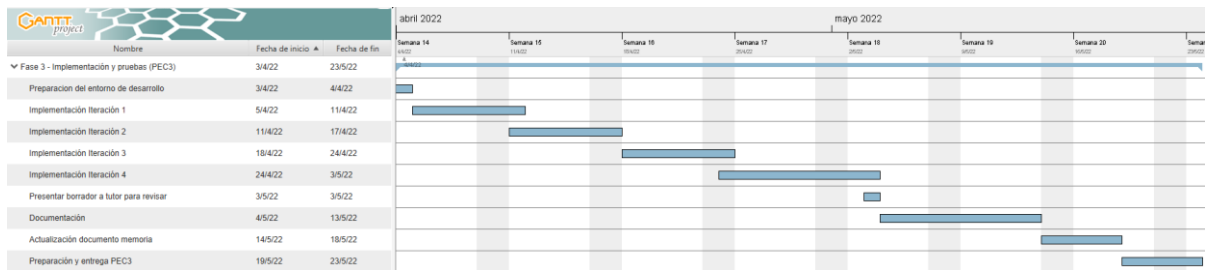 GANTT project
abril 2022 mayo 2022
Nombre Fecha de inicio Fecha de fin
Semana 14 Semana 15 Semana 16 Semana 17 Semana 18 Semana 19 Semana 20
4/4/22 11/4/22
Fase 3 - Implementación y pruebas (PEC3) 3/4/22 23/5/22
Preparacion del entorno de desarrollo 3/4/22 4/4/22
Implementación Iteración 1 5/4/22 11/4/22
Implementación Iteración 2 11/4/22 17/4/22
Implementación Iteración 3 18/4/22 24/4/22
Implementación Iteración 4 24/4/22 3/5/22
Presentar borrador a tutor para revisar 3/5/22 3/5/22
Documentación 4/5/22 13/5/22
Actualización documento memoria 14/5/22 18/5/22
Preparación y entrega PEC3 19/5/22 23/5/22